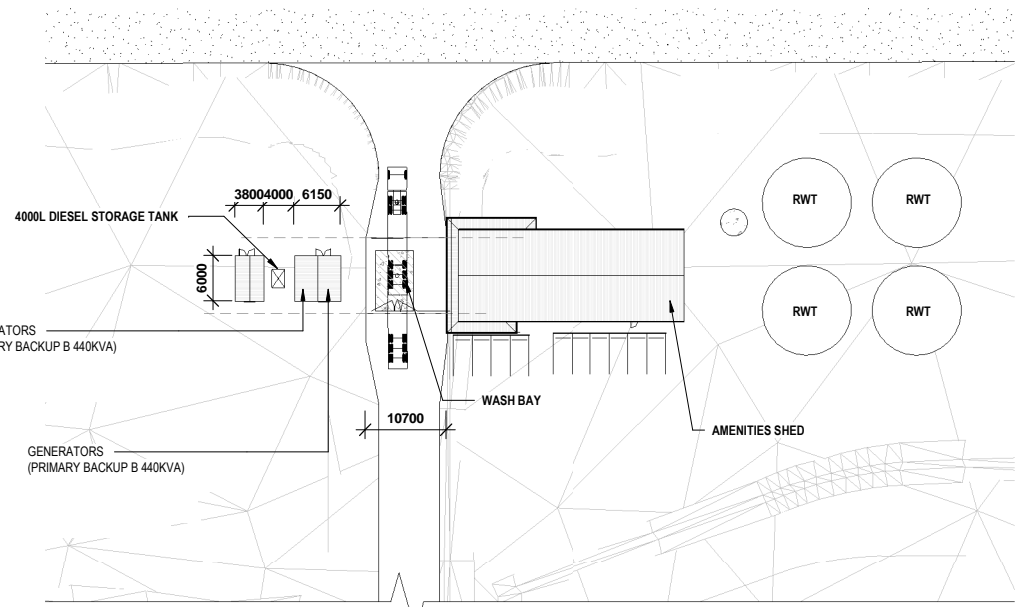 RWT
RWT
38004000 6150
4000L DIESEL STORAGE TANK
6000
RWT
RWT
ATORS
RY BACKUP B 440KVA)
WASH BAY
10700
AMENITIES SHED
GENERATORS
(PRIMARY BACKUP B 440KVA)